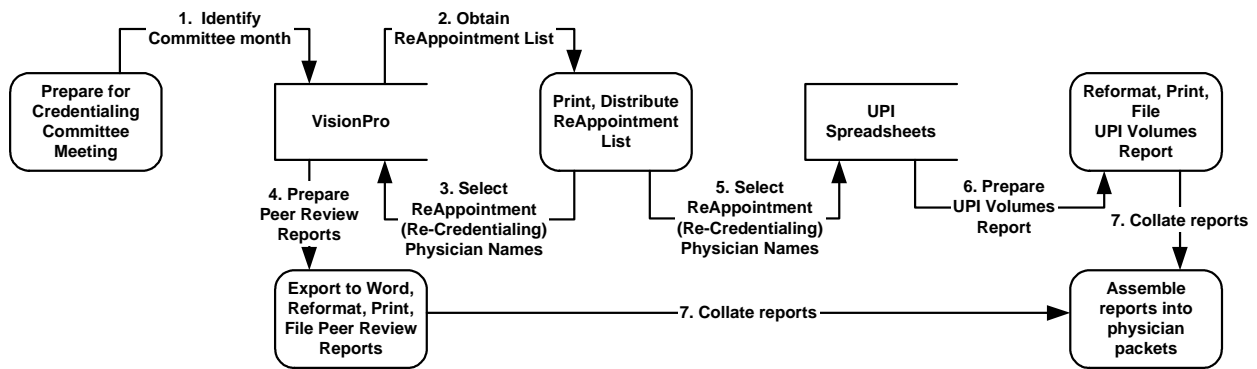 1. Identify
Committee month
2. Obtain
ReAppointment List
Prepare for
Credentialing
Committee
Meeting
VisionPro
Print, Distribute
ReAppointment
List
UPI
Spreadsheets
Reformat, Print,
File
UPI Volumes
Report
4. Prepare
Peer Review
Reports
3. Select
ReAppointment
(Re-Credentialing)
Physician Names
5. Select
ReAppointment
(Re-Credentialing)
Physician Names
6. Prepare
UPI Volumes
Report
7. Collate reports
Export to Word,
Reformat, Print,
File Peer Review
Reports
7. Collate reports
Assemble
reports into
physician
packets